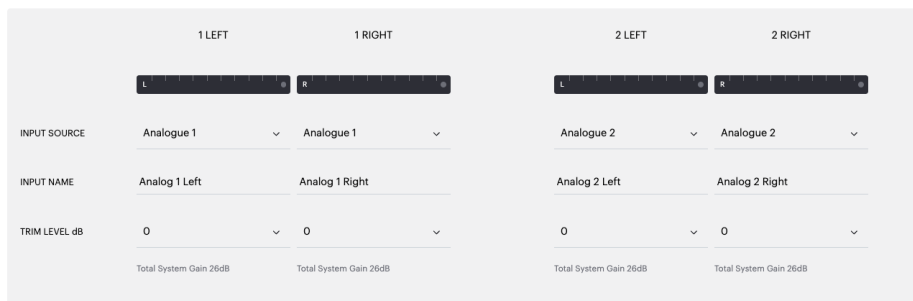 1 LEFT 1 RIGHT 2 LEFT 2 RIGHT
L R L R
INPUT SOURCE Analogue 1 Analogue 1 Analogue 2 Analogue 2
INPUT NAME Analog 1 Left Analog 1 Right Analog 2 Left Analog 2 Right
TRIM LEVEL dB 0 0 0 0
Total System Gain 26dB Total System Gain 26dB Total System Gain 26dB Total System Gain 26dB